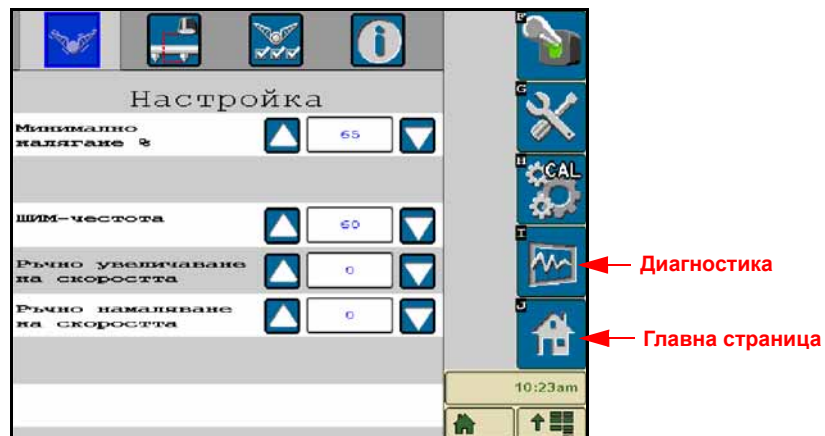 Настройка
Минимално
налягане %
65
ШИМ-честота
60
Ръчно увеличаване
на скоростта
0
Ръчно намаляване
на скоростта
0
F
G
H
CAL
I
J
10:23am
Диагностика
Главна страница